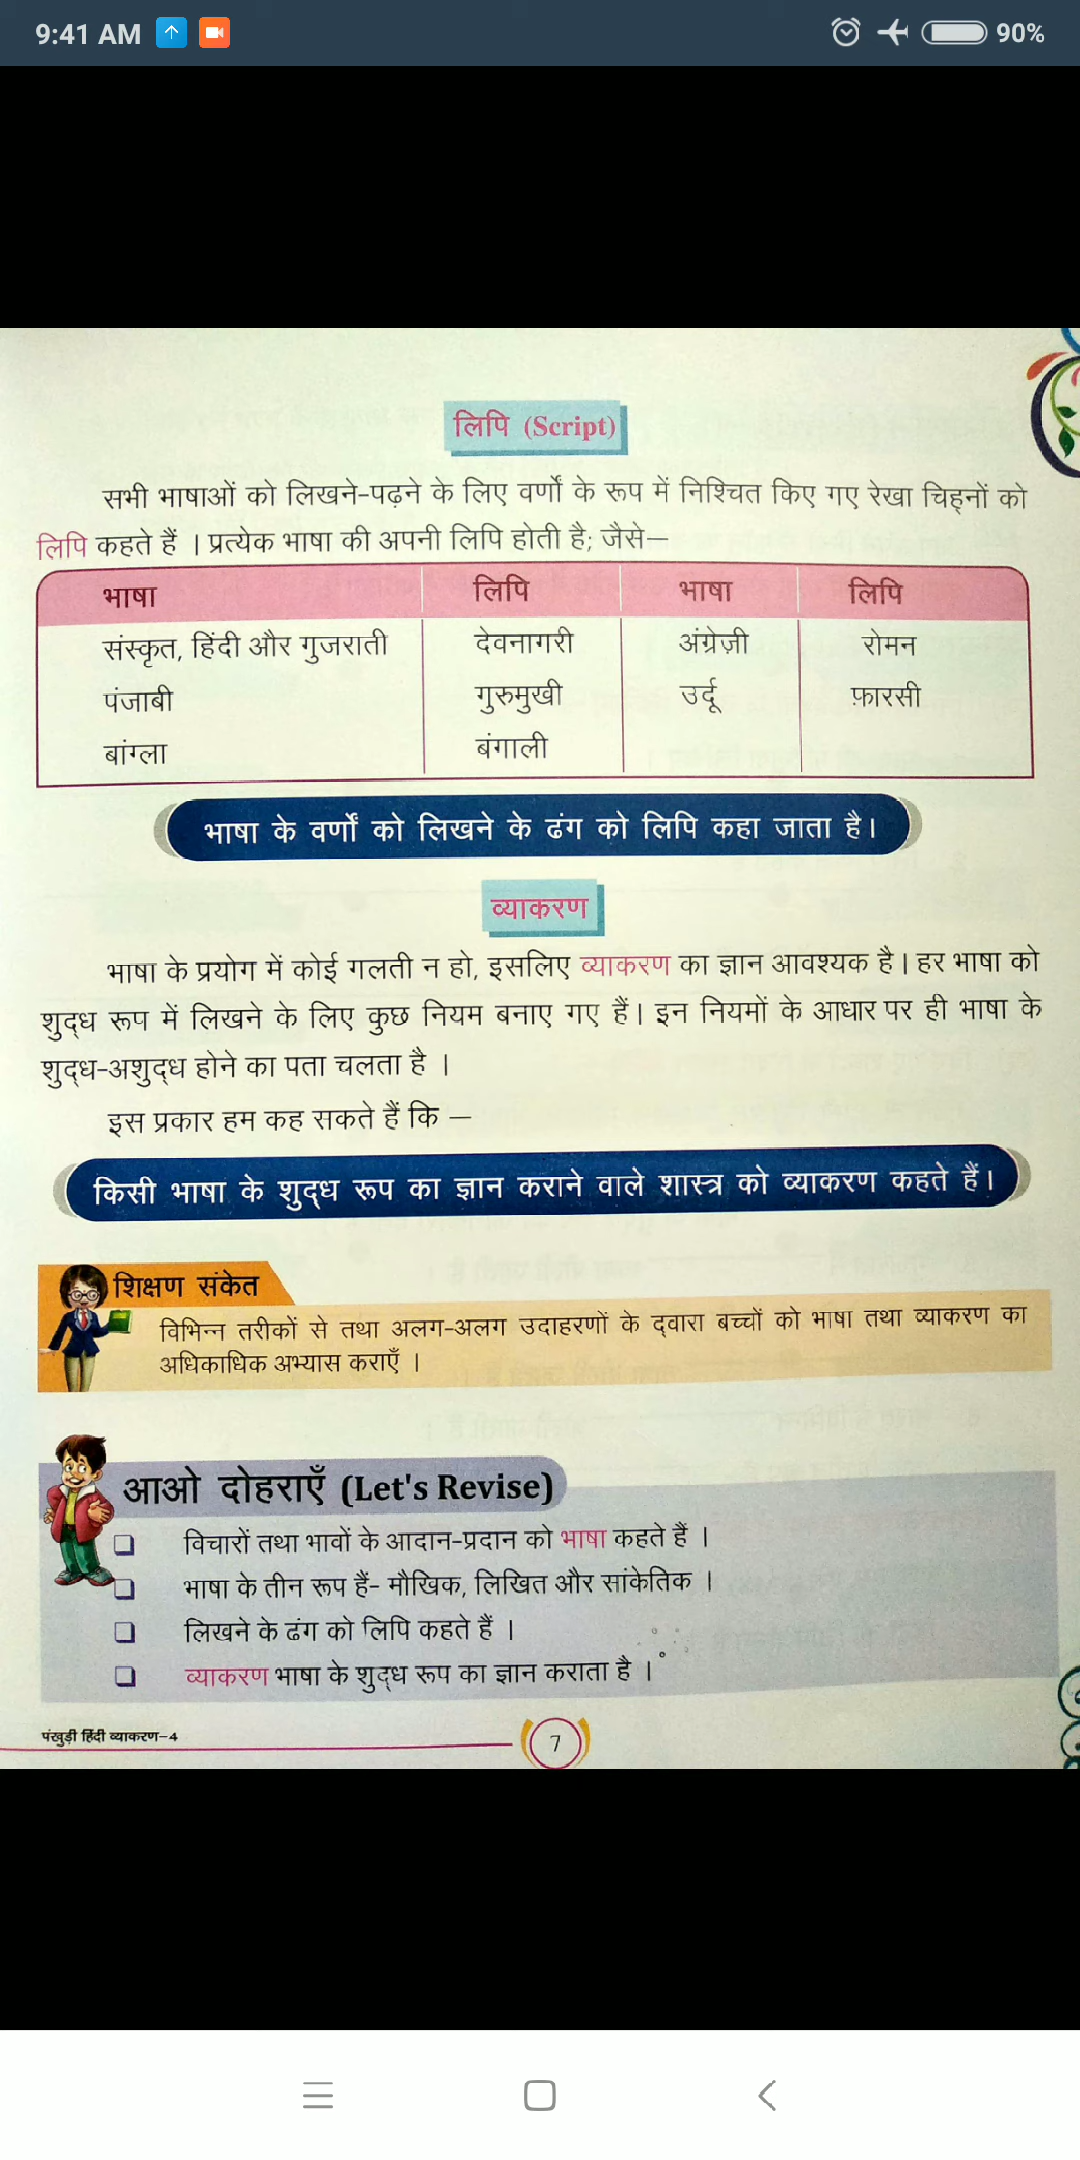 9:41 AM
90%
लिपि (Script)
सभी भाषाओं को लिखने-पढ़ने के लिए वर्णों के रूप में निश्चित किए गए रेखा चिह्नों को
लिपि कहते हैं । प्रत्येक भाषा की अपनी लिपि होती है; जैसे—
भाषा लिपि भाषा लिपि
संस्कृत, हिंदी और गुजराती देवनागरी अंग्रेज़ी रोमन
पंजाबी गुरुमुखी उर्दू फ़ारसी
बांग्ला बंगाली
भाषा के वर्णों को लिखने के ढंग को लिपि कहा जाता है।
व्याकरण
भाषा के प्रयोग में कोई गलती न हो, इसलिए व्याकरण का ज्ञान आवश्यक है। हर भाषा को
शुद्ध रूप में लिखने के लिए कुछ नियम बनाए गए हैं। इन नियमों के आधार पर ही भाषा के
शुद्ध-अशुद्ध होने का पता चलता है ।
इस प्रकार हम कह सकते हैं कि —
किसी भाषा के शुद्ध रूप का ज्ञान कराने वाले शास्त्र को व्याकरण कहते हैं।
शिक्षण संकेत
विभिन्न तरीकों से तथा अलग-अलग उदाहरणों के द्वारा बच्चों को भाषा तथा व्याकरण का
अधिकाधिक अभ्यास कराएँ ।
आओ दोहराएँ (Let's Revise)
विचारों तथा भावों के आदान-प्रदान को भाषा कहते हैं ।
भाषा के तीन रूप हैं- मौखिक, लिखित और सांकेतिक ।
लिखने के ढंग को लिपि कहते हैं ।
व्याकरण भाषा के शुद्ध रूप का ज्ञान कराता है ।
पंखुड़ी हिंदी व्याकरण-4
7